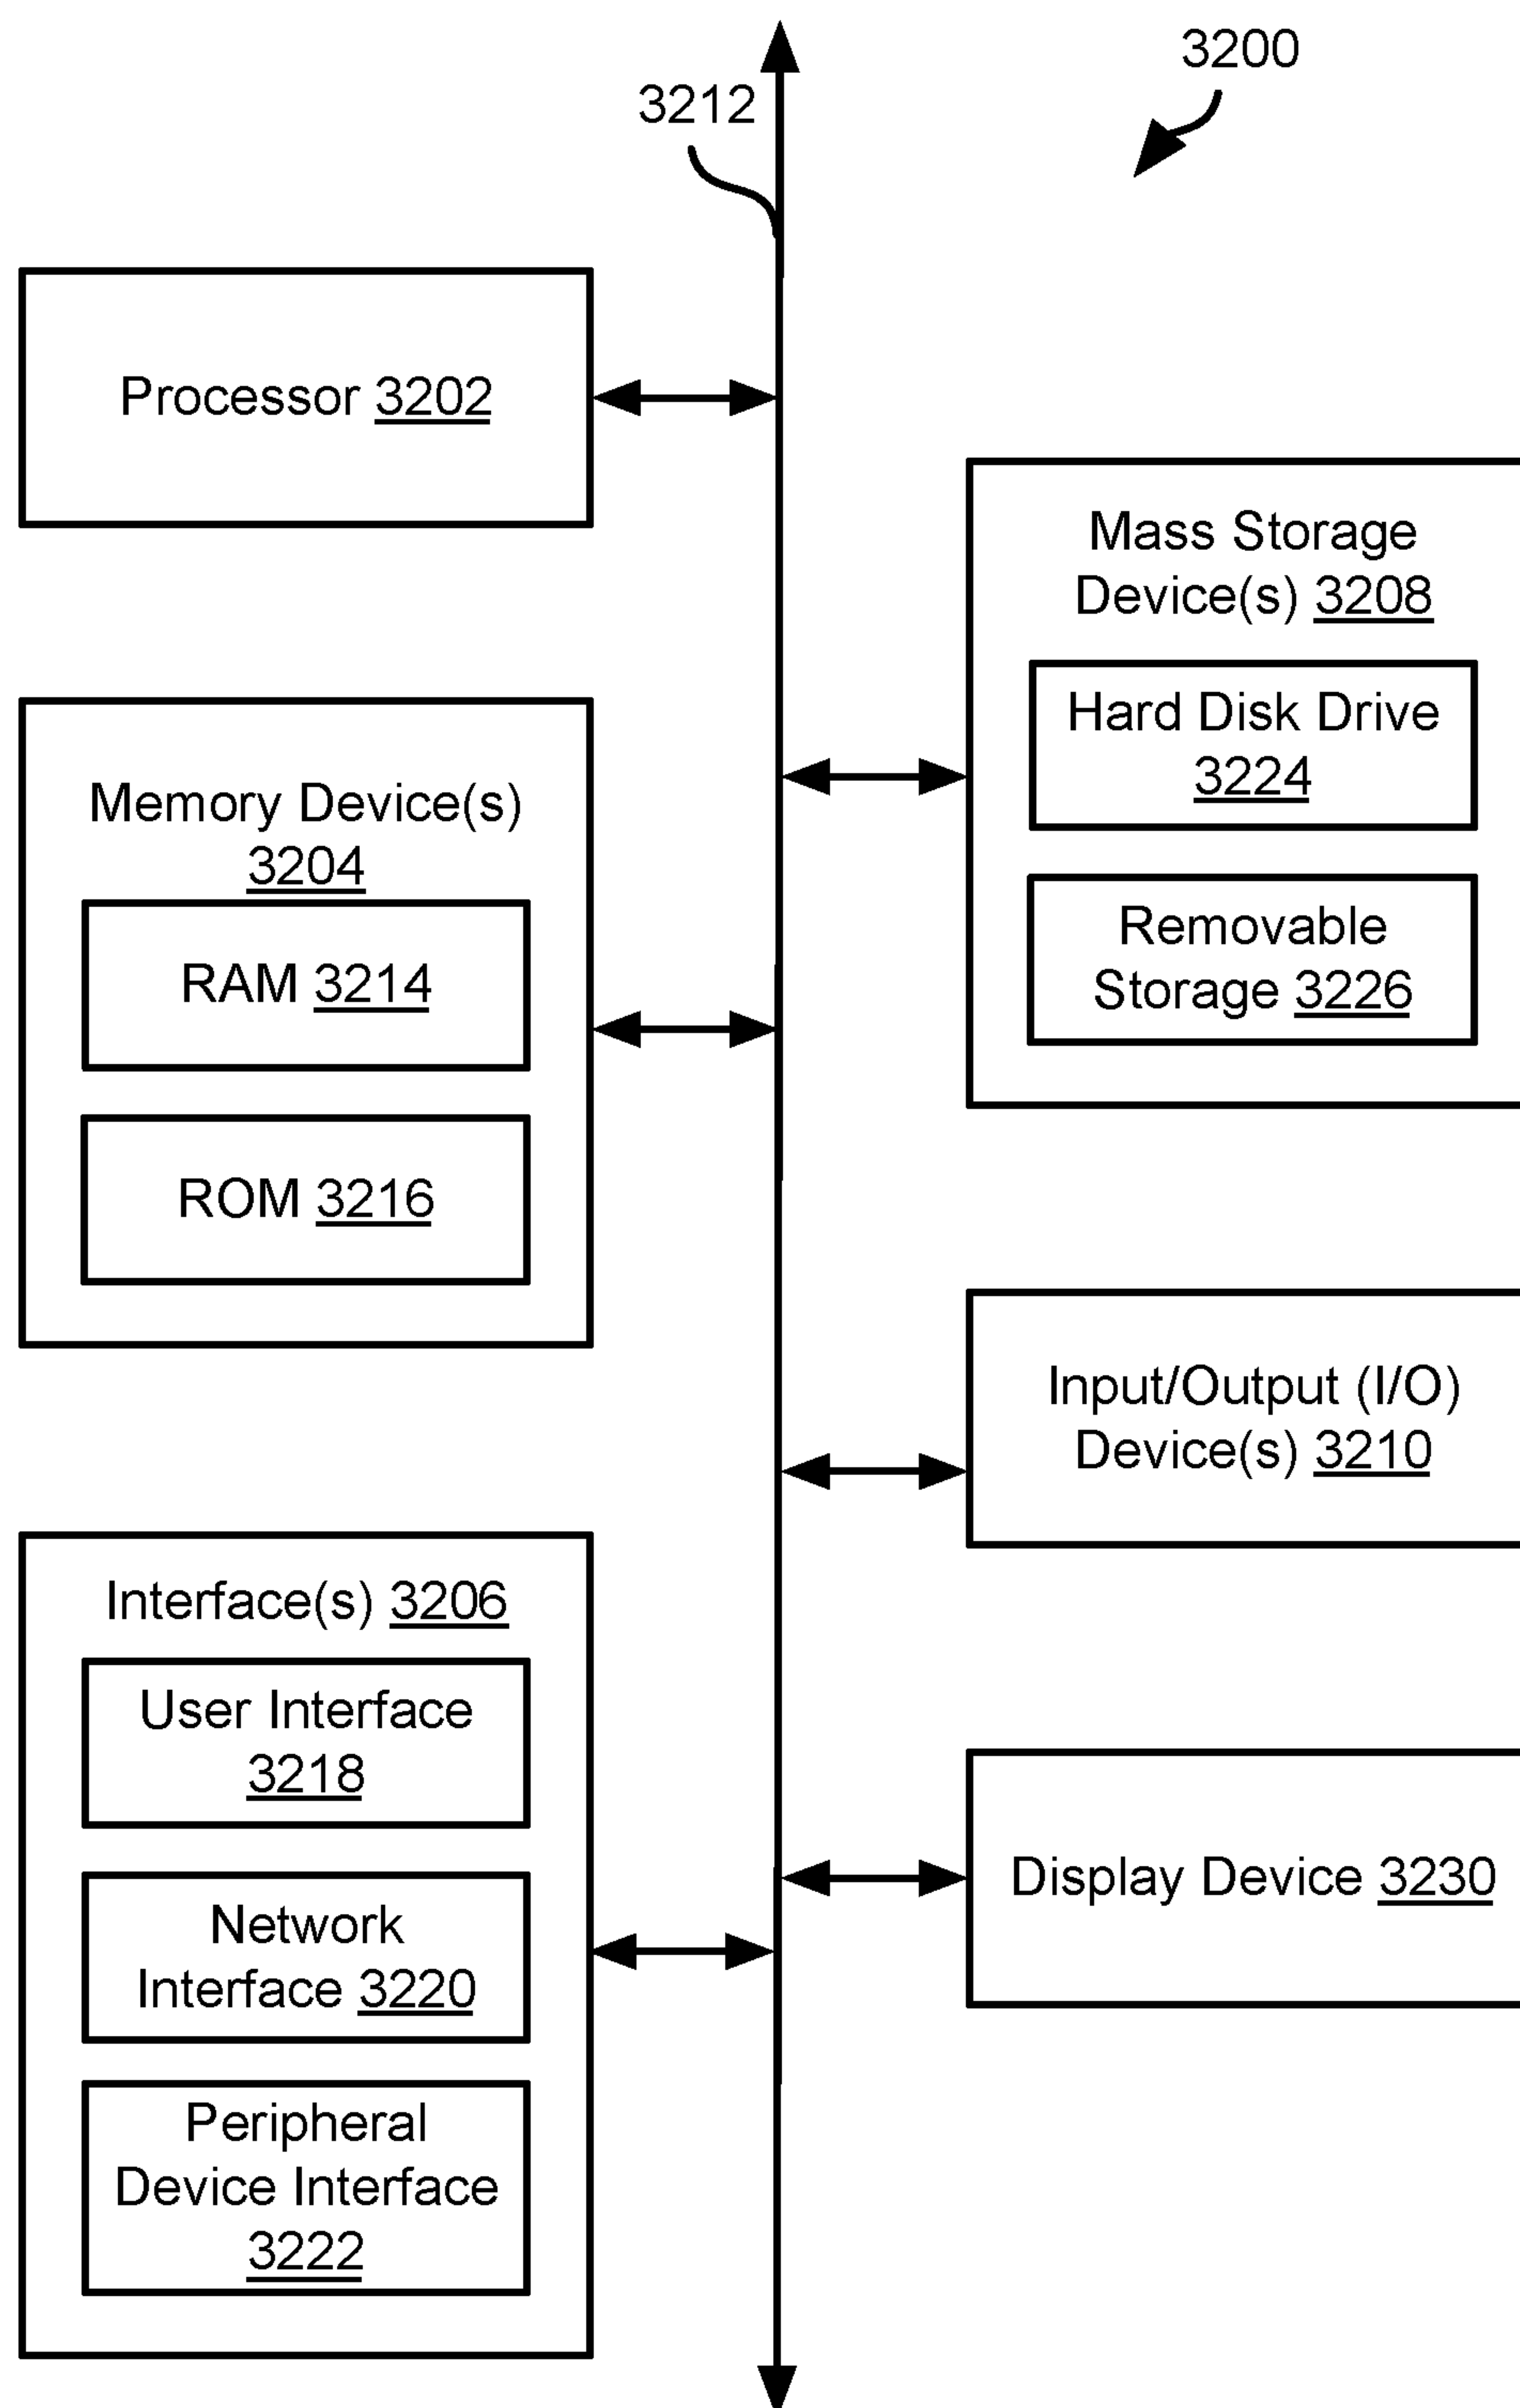 3200
3212
Processor 3202
Mass Storage
Device(s) 3208
Hard Disk Drive
3224
Removable
Storage 3226
Memory Device(s)
3204
RAM 3214
ROM 3216
Input/Output (I/O)
Device(s) 3210
Interface(s) 3206
User Interface
3218
Network
Interface 3220
Peripheral
Device Interface
3222
Display Device 3230